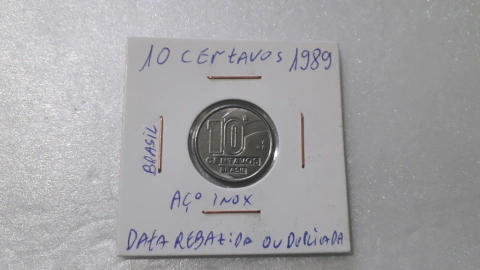 10 CENTAVOS 1989
BRASIL
10
CENTAVOS
BRASIL
AÇO INOX
DATA REBATIDA OU DUPLICADA